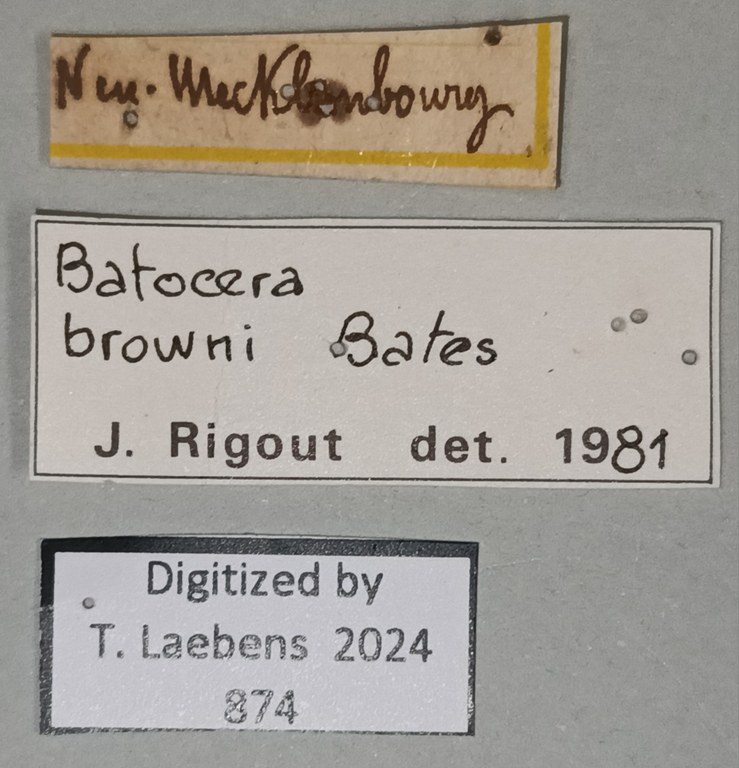 Neu. Mecklenbourg
Batocera
browni Bates
J. Rigout det. 1981
Digitized by
T. Laebens 2024
874